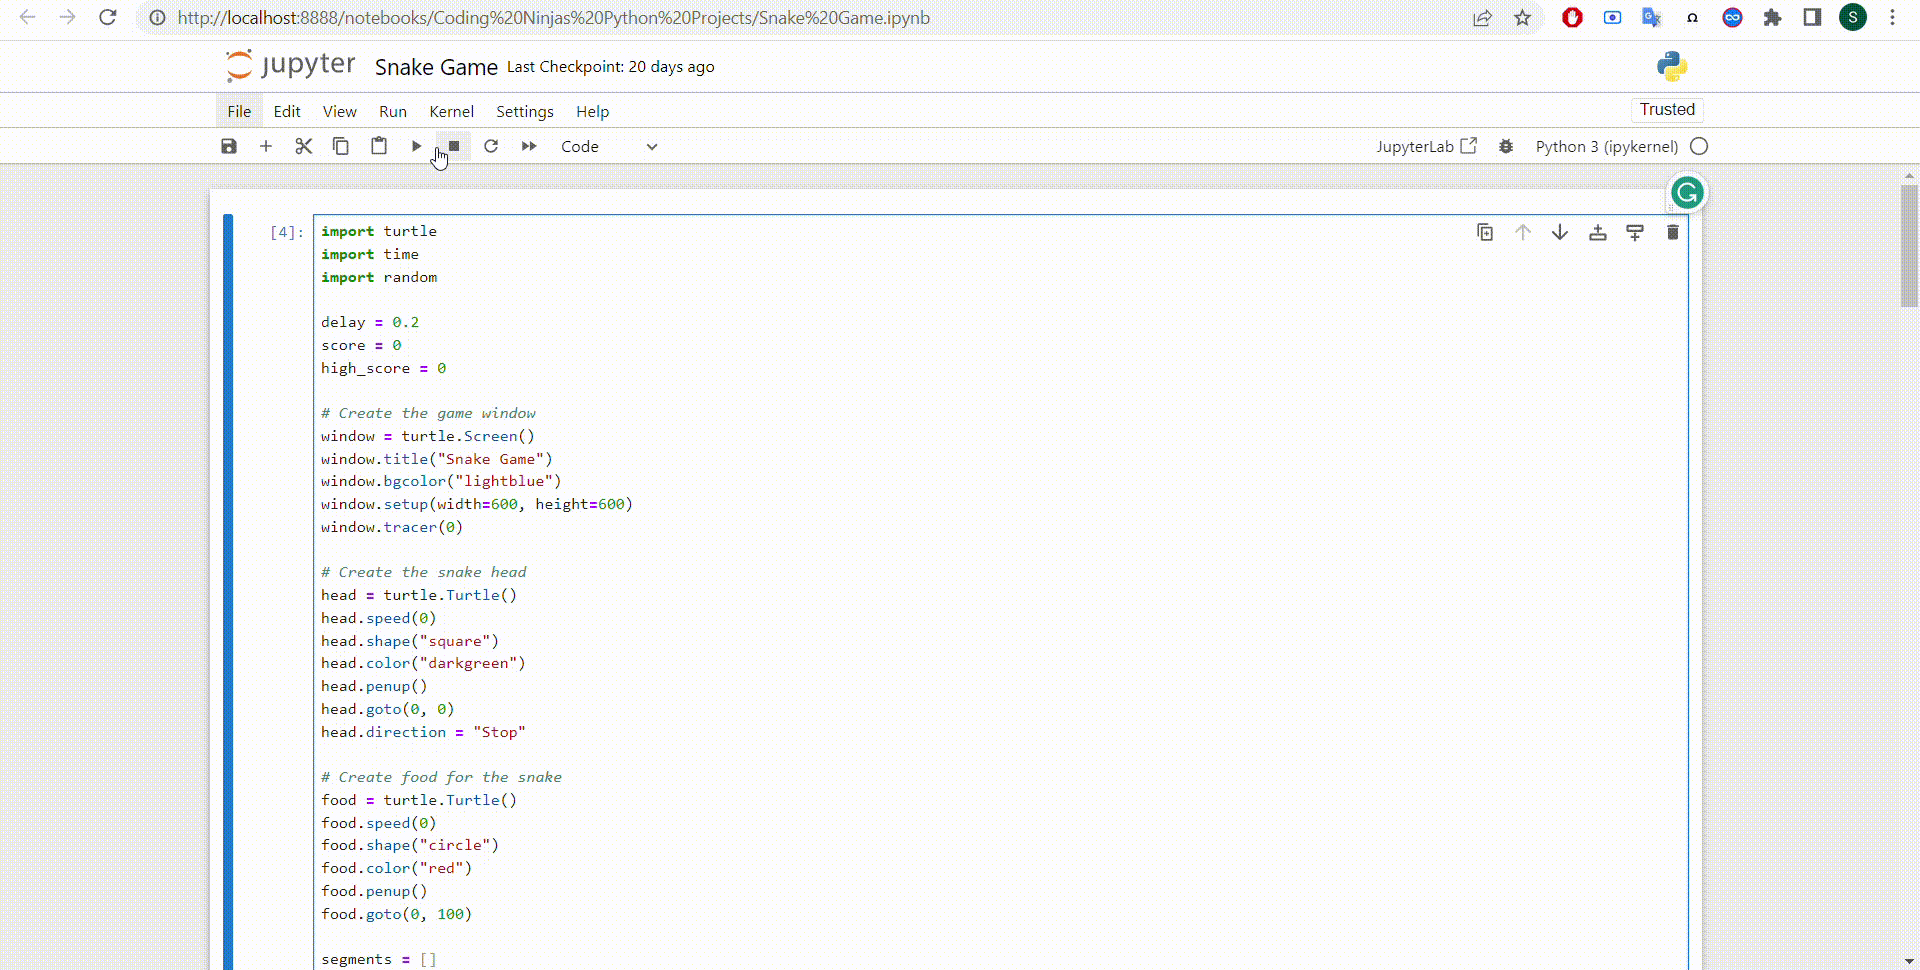 http://localhost:8888/notebooks/Coding%20Ninjas%20Python%20Projects/Snake%20Game.ipynb
S
jupyter Snake Game Last Checkpoint: 20 days ago
File Edit View Run Kernel Settings Help
Trusted
Code
JupyterLab
Python 3 (ipykernel)
G
[4]:
import turtle
import time
import random
delay = 0.2
score = 0
high_score = 0
# Create the game window
window = turtle.Screen()
window.title("Snake Game")
window.bgcolor("lightblue")
window.setup(width=600, height=600)
window.tracer(0)
# Create the snake head
head = turtle.Turtle()
head.speed(0)
head.shape("square")
head.color("darkgreen")
head.penup()
head.goto(0, 0)
head.direction = "Stop"
# Create food for the snake
food = turtle.Turtle()
food.speed(0)
food.shape("circle")
food.color("red")
food.penup()
food.goto(0, 100)
segments = []